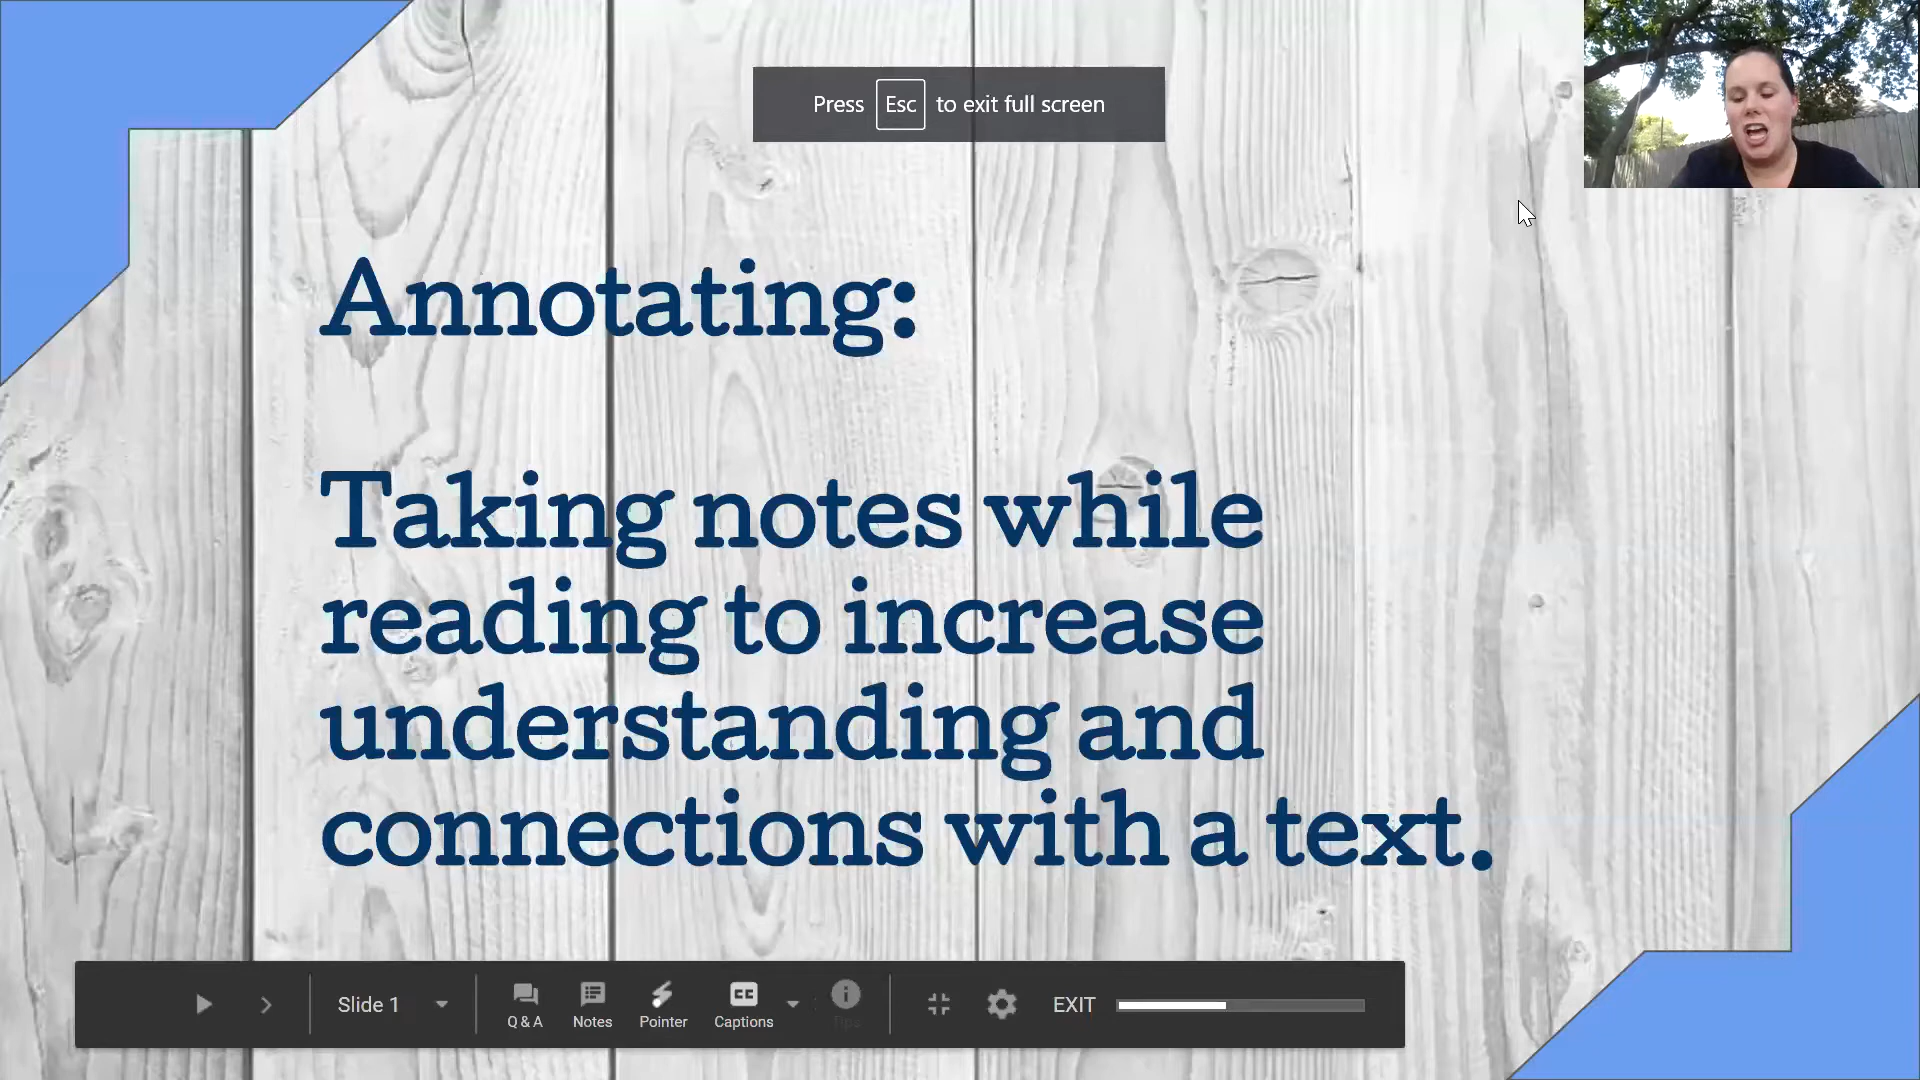 Press Esc to exit full screen
Annotating:
Taking notes while
reading to increase
understanding and
connections with a text.
Slide 1
Q & A
Notes
Pointer
Captions
Tips
EXIT